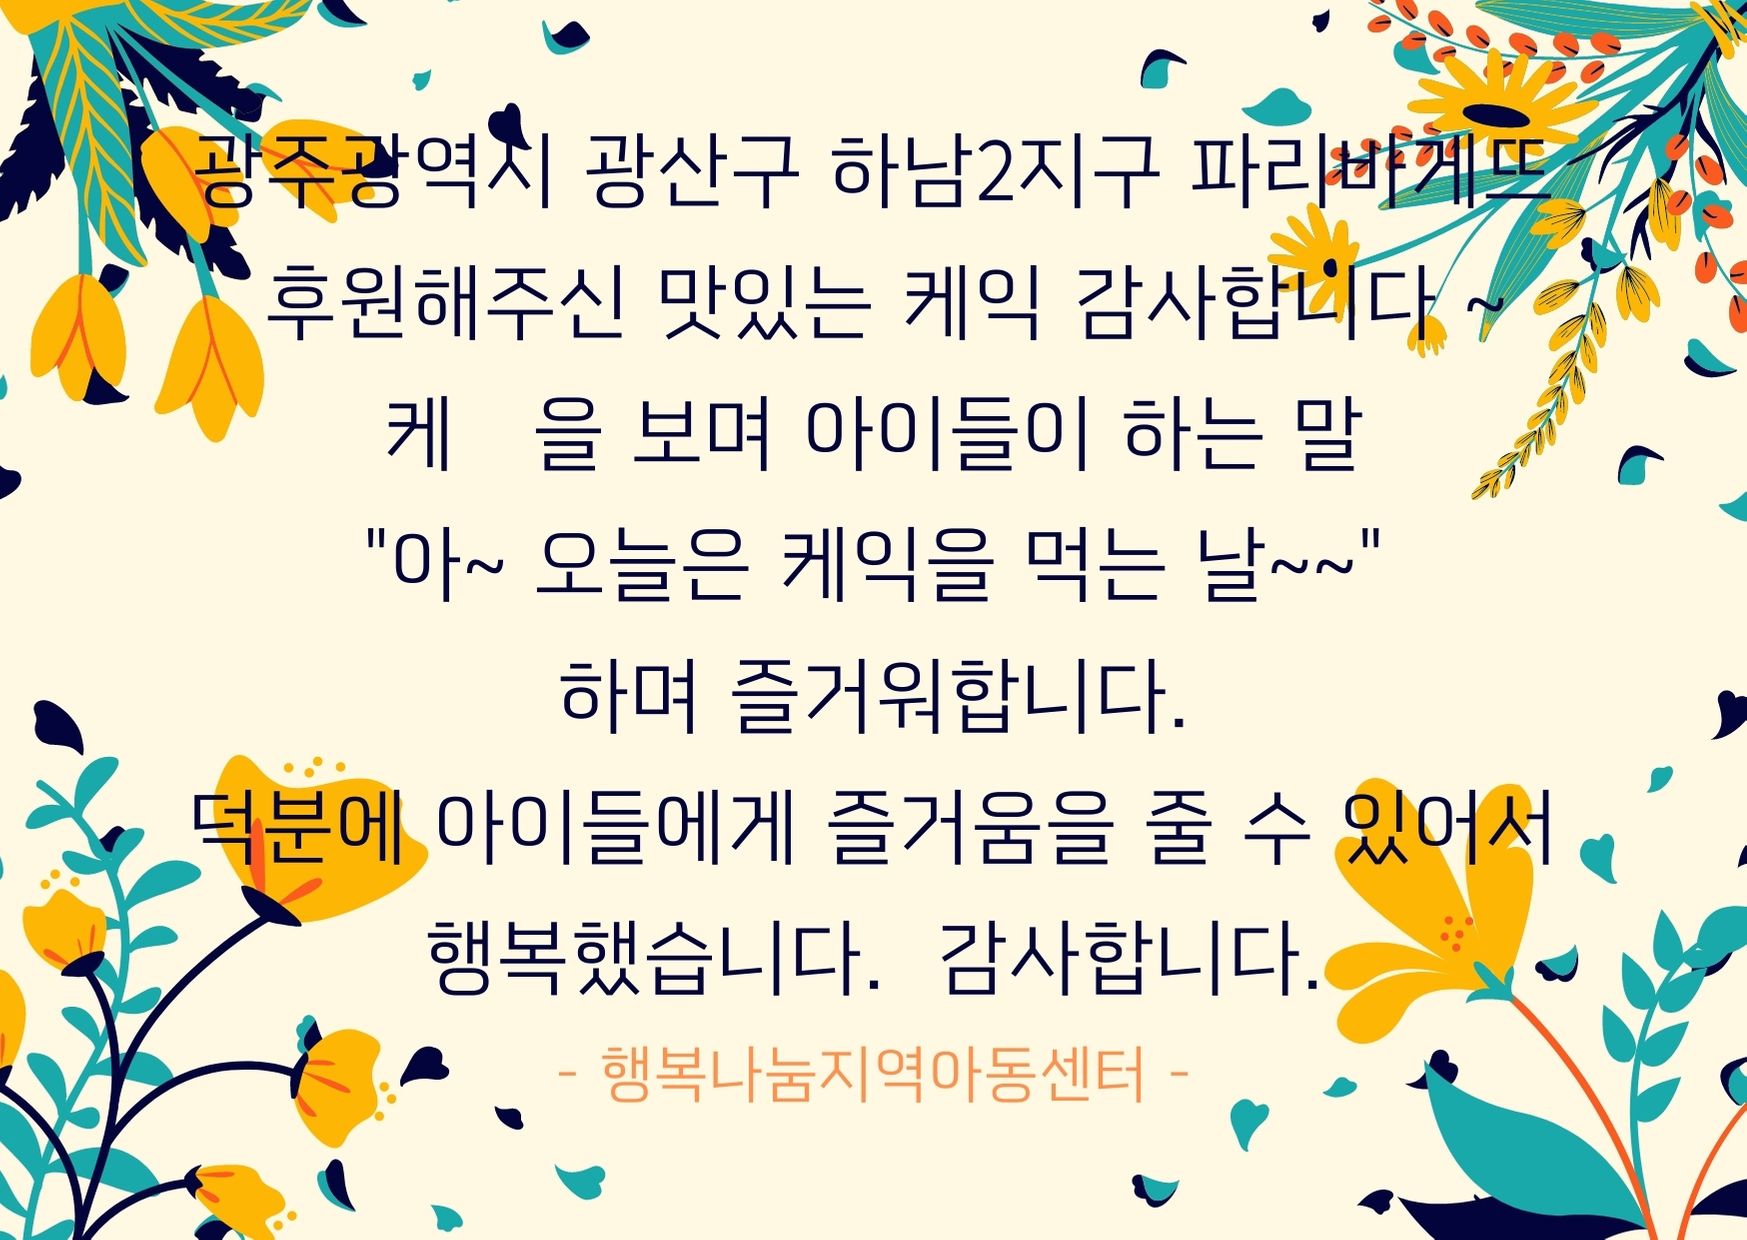 광주광역시 광산구 하남2지구 파리바게뜨
후원해주신 맛있는 케익 감사합니다 ~
케 을 보며 아이들이 하는 말
"아~ 오늘은 케익을 먹는 날~~"
하며 즐거워합니다.
덕분에 아이들에게 즐거움을 줄 수 있어서
행복했습니다. 감사합니다.
- 행복나눔지역아동센터 -